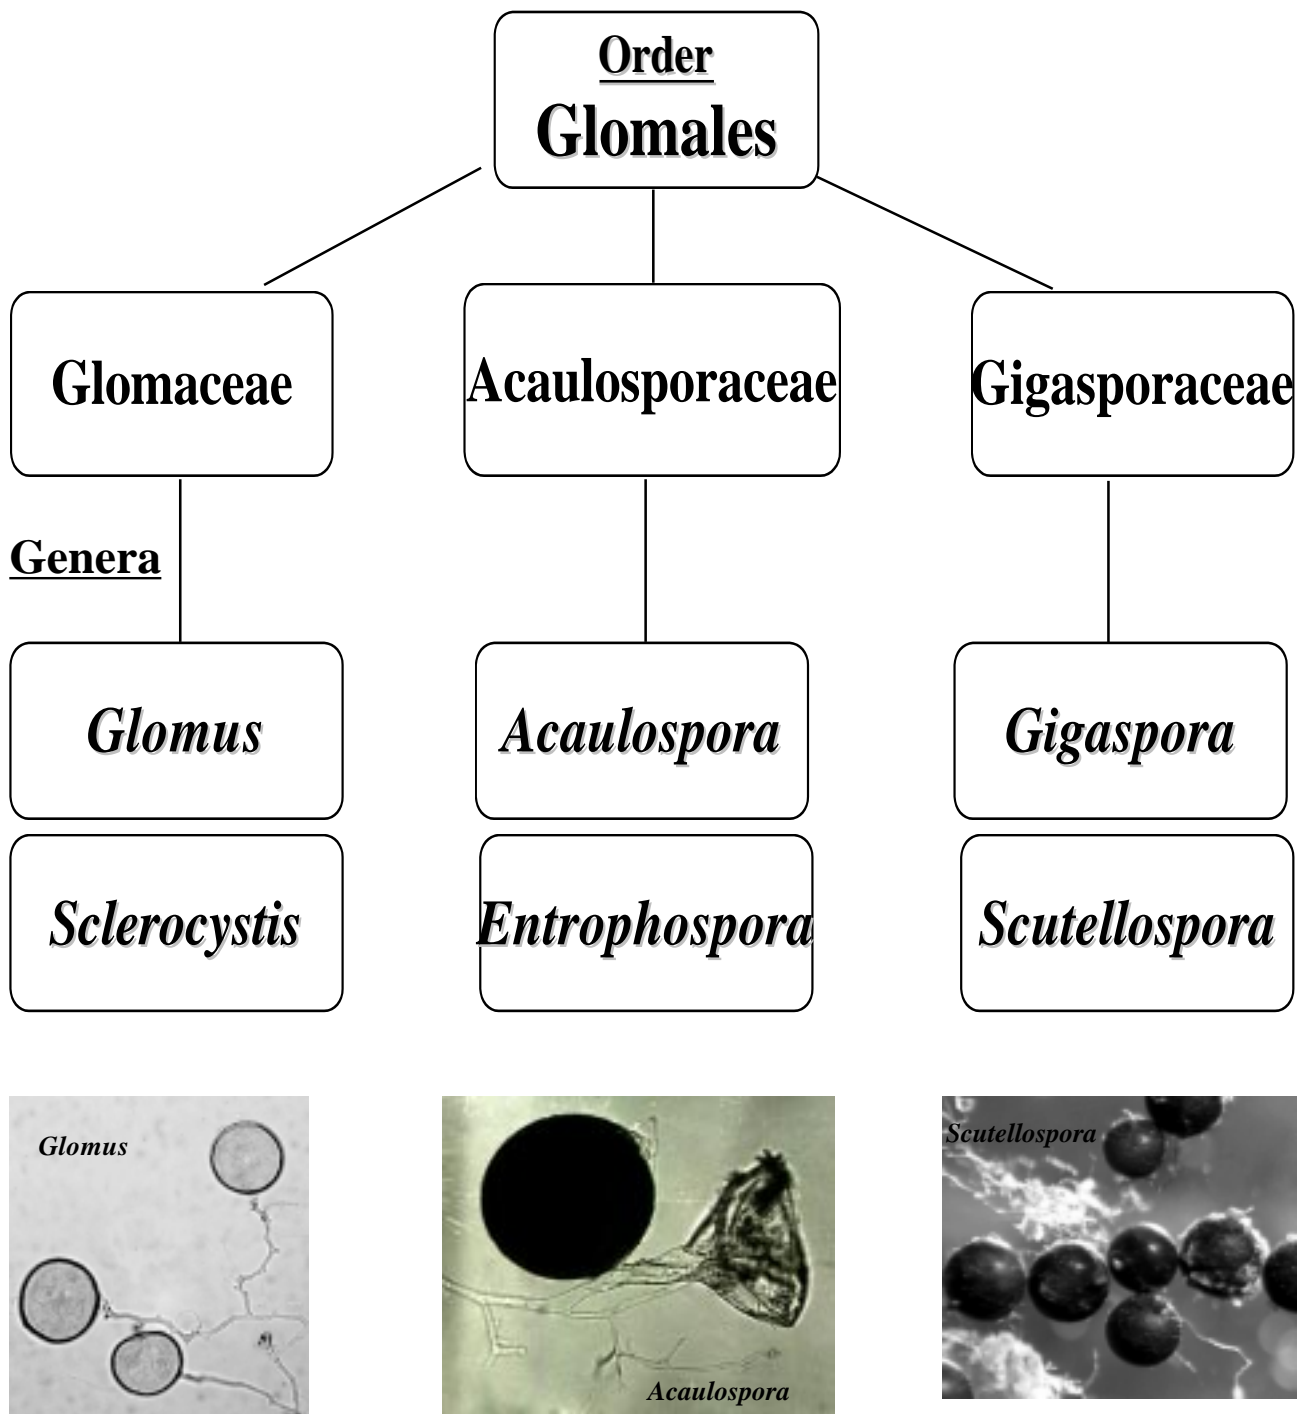 Order
Glomales
Glomaceae
Acaulosporaceae
Gigasporaceae
Genera
Glomus
Acaulospora
Gigaspora
Sclerocystis
Entrophospora
Scutellospora
Glomus
Acaulospora
Scutellospora